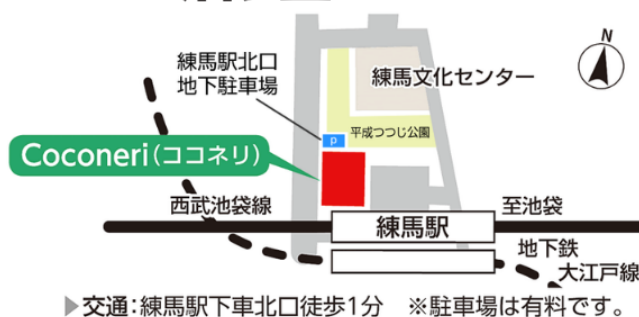 N
練馬駅北口
地下駐車場
練馬文化センター
P
平成つつじ公園
Coconeri(ココネリ)
西武池袋線
至池袋
練馬駅
地下鉄
大江戸線
▶交通:練馬駅下車北口徒歩1分　※駐車場は有料です。